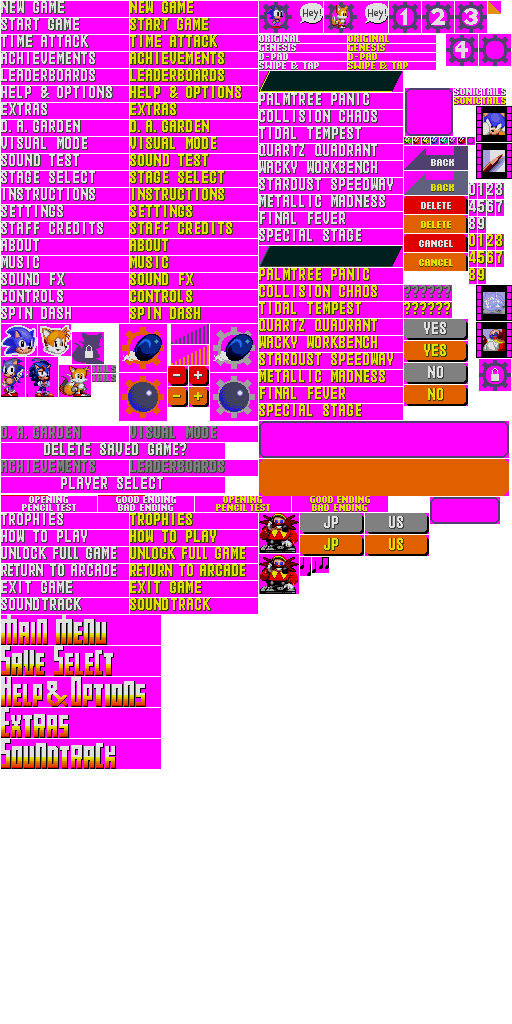 NEW GAME NEW GAME
START GAME START GAME
TIME ATTACK TIME ATTACK
ACHIEVEMENTS ACHIEVEMENTS
LEADERBOARDS LEADERBOARDS
HELP & OPTIONS HELP & OPTIONS
EXTRAS EXTRAS
D.A. GARDEN D.A. GARDEN
VISUAL MODE VISUAL MODE
SOUND TEST SOUND TEST
STAGE SELECT STAGE SELECT
INSTRUCTIONS INSTRUCTIONS
SETTINGS SETTINGS
STAFF CREDITS STAFF CREDITS
ABOUT ABOUT
MUSIC MUSIC
SOUND FX SOUND FX
CONTROLS CONTROLS
SPIN DASH SPIN DASH
Hey! Hey! 1 2 3
4
ORIGINAL ORIGINAL
GENESIS GENESIS
D-PAD D-PAD
SWIPE & TAP SWIPE & TAP
PALMTREE PANIC
COLLISION CHAOS
TIDAL TEMPEST
QUARTZ QUADRANT
WACKY WORKBENCH
STARDUST SPEEDWAY
METALLIC MADNESS
FINAL FEVER
SPECIAL STAGE
PALMTREE PANIC
COLLISION CHAOS
TIDAL TEMPEST
QUARTZ QUADRANT
WACKY WORKBENCH
STARDUST SPEEDWAY
METALLIC MADNESS
FINAL FEVER
SPECIAL STAGE
SONIC TAILS
SONIC TAILS
BACK
BACK
DELETE
DELETE
CANCEL
CANCEL
0123
4567
89
0123
4567
89
??????
??????
YES
YES
NO
NO
D.A. GARDEN VISUAL MODE
DELETE SAVED GAME?
ACHIEVEMENTS LEADERBOARDS
PLAYER SELECT
OPENING GOOD ENDING OPENING GOOD ENDING
PENCIL TEST BAD ENDING PENCIL TEST BAD ENDING
TROPHIES TROPHIES
HOW TO PLAY HOW TO PLAY
UNLOCK FULL GAME UNLOCK FULL GAME
RETURN TO ARCADE RETURN TO ARCADE
EXIT GAME EXIT GAME
SOUNDTRACK SOUNDTRACK
JP US
JP US
MAIN MENU
SAVE SELECT
HELP & OPTIONS
EXTRAS
SOUNDTRACK